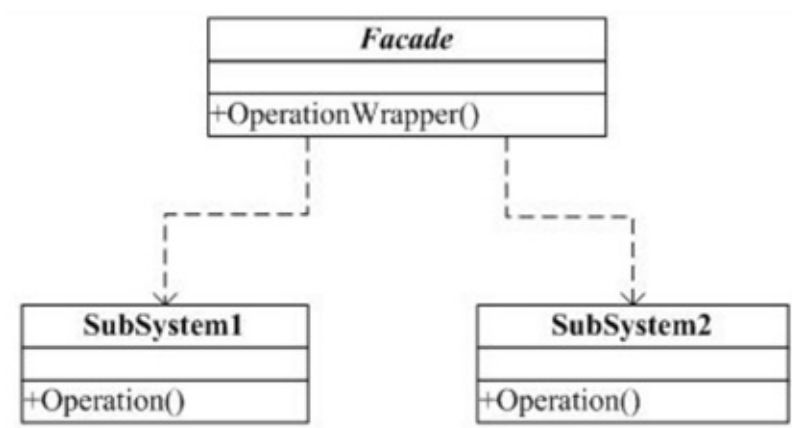 Facade
+OperationWrapper()
SubSystem1
SubSystem2
+Operation()
+Operation()